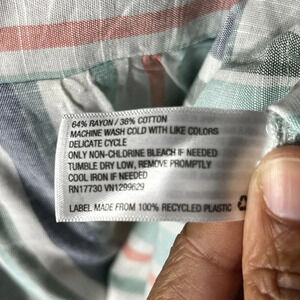 64% RAYON / 36% COTTON
MACHINE WASH COLD WITH LIKE COLORS
DELICATE CYCLE
ONLY NON-CHLORINE BLEACH IF NEEDED
TUMBLE DRY LOW, REMOVE PROMPTLY
COOL IRON IF NEEDED
RN17730 VN1299629
LABEL MADE FROM 100% RECYCLED PLASTIC